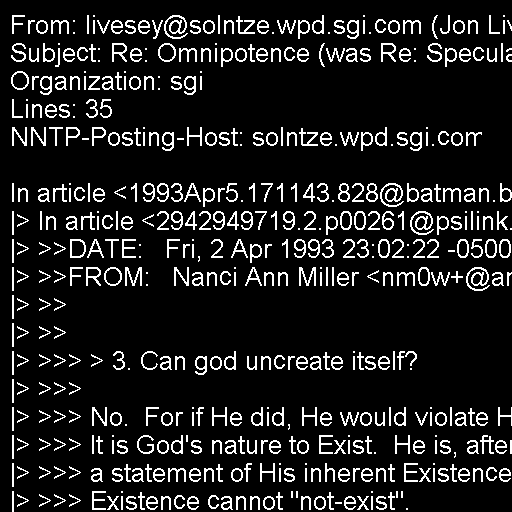 From: livesey@solntze.wpd.sgi.com (Jon Liv
Subject: Re: Omnipotence (was Re: Specula
Organization: sgi
Lines: 35
NNTP-Posting-Host: solntze.wpd.sgi.com

In article <1993Apr5.171143.828@batman.b
|> In article <2942949719.2.p00261@psilink.
|> >>DATE:   Fri, 2 Apr 1993 23:02:22 -0500
|> >>FROM:   Nanci Ann Miller <nm0w+@an
|> >>
|> >>
|> >>> > 3. Can god uncreate itself?
|> >>>
|> >>> No.  For if He did, He would violate H
|> >>> It is God's nature to Exist.  He is, after
|> >>> a statement of His inherent Existence
|> >>> Existence cannot "not-exist".